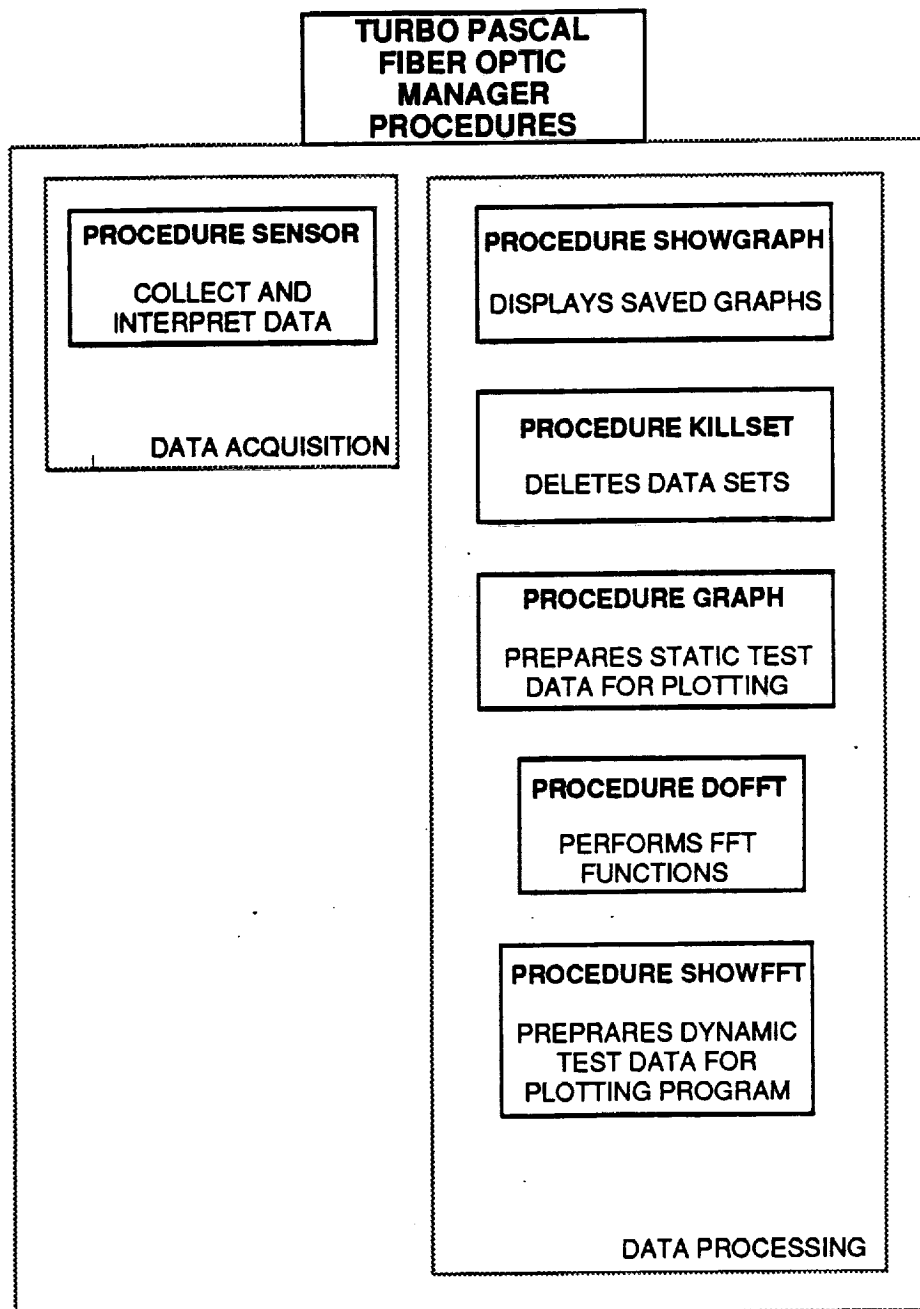 TURBO PASCAL
FIBER OPTIC
MANAGER
PROCEDURES
PROCEDURE SENSOR
COLLECT AND
INTERPRET DATA
DATA ACQUISITION
PROCEDURE SHOWGRAPH
DISPLAYS SAVED GRAPHS
PROCEDURE KILLSET
DELETES DATA SETS
PROCEDURE GRAPH
PREPARES STATIC TEST
DATA FOR PLOTTING
PROCEDURE DOFFT
PERFORMS FFT
FUNCTIONS
PROCEDURE SHOWFFT
PREPRARES DYNAMIC
TEST DATA FOR
PLOTTING PROGRAM
DATA PROCESSING